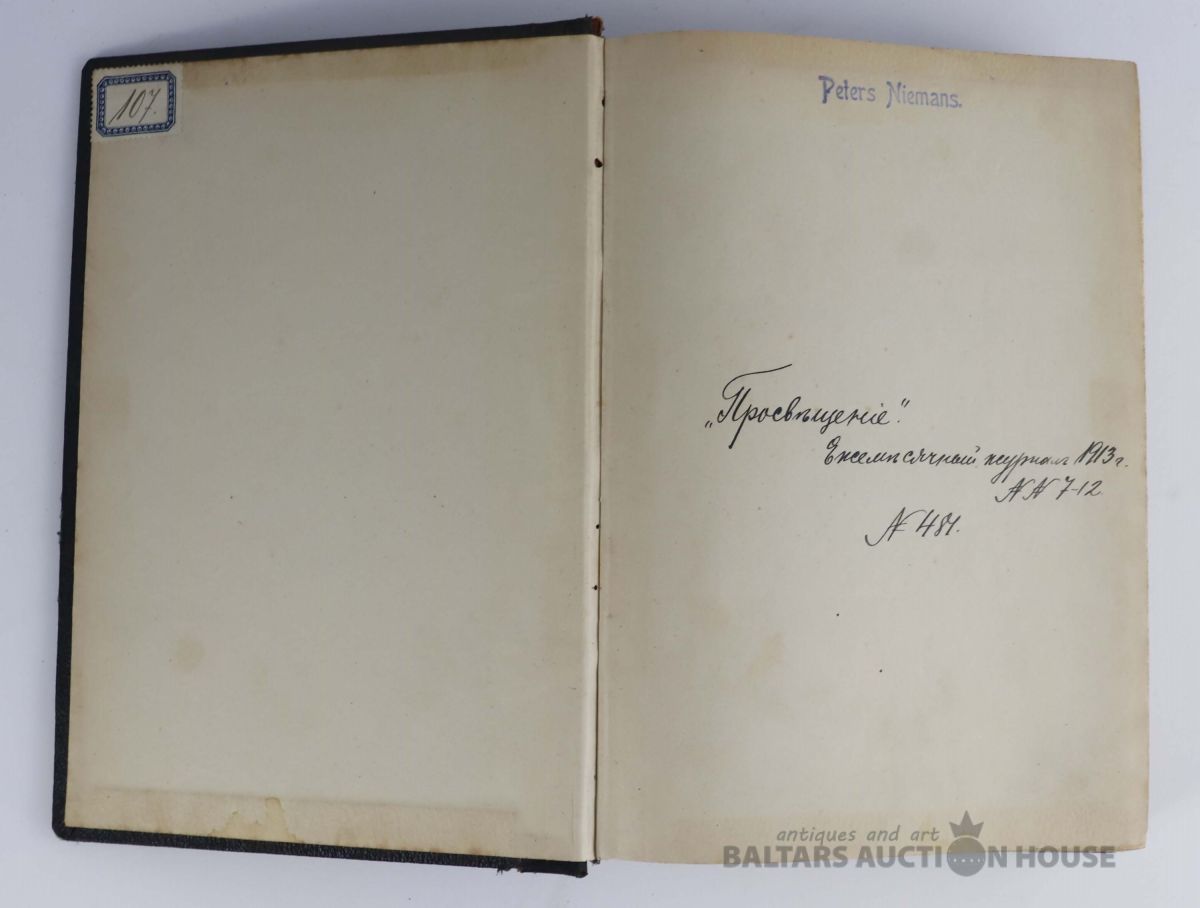 107.
Peters Niemans.
„Просвѣщеніе".
Ежемѣсячный журналъ 1913 г.
№№ 7-12.
№ 481.
antiques and art
BALTARS AUCTION HOUSE